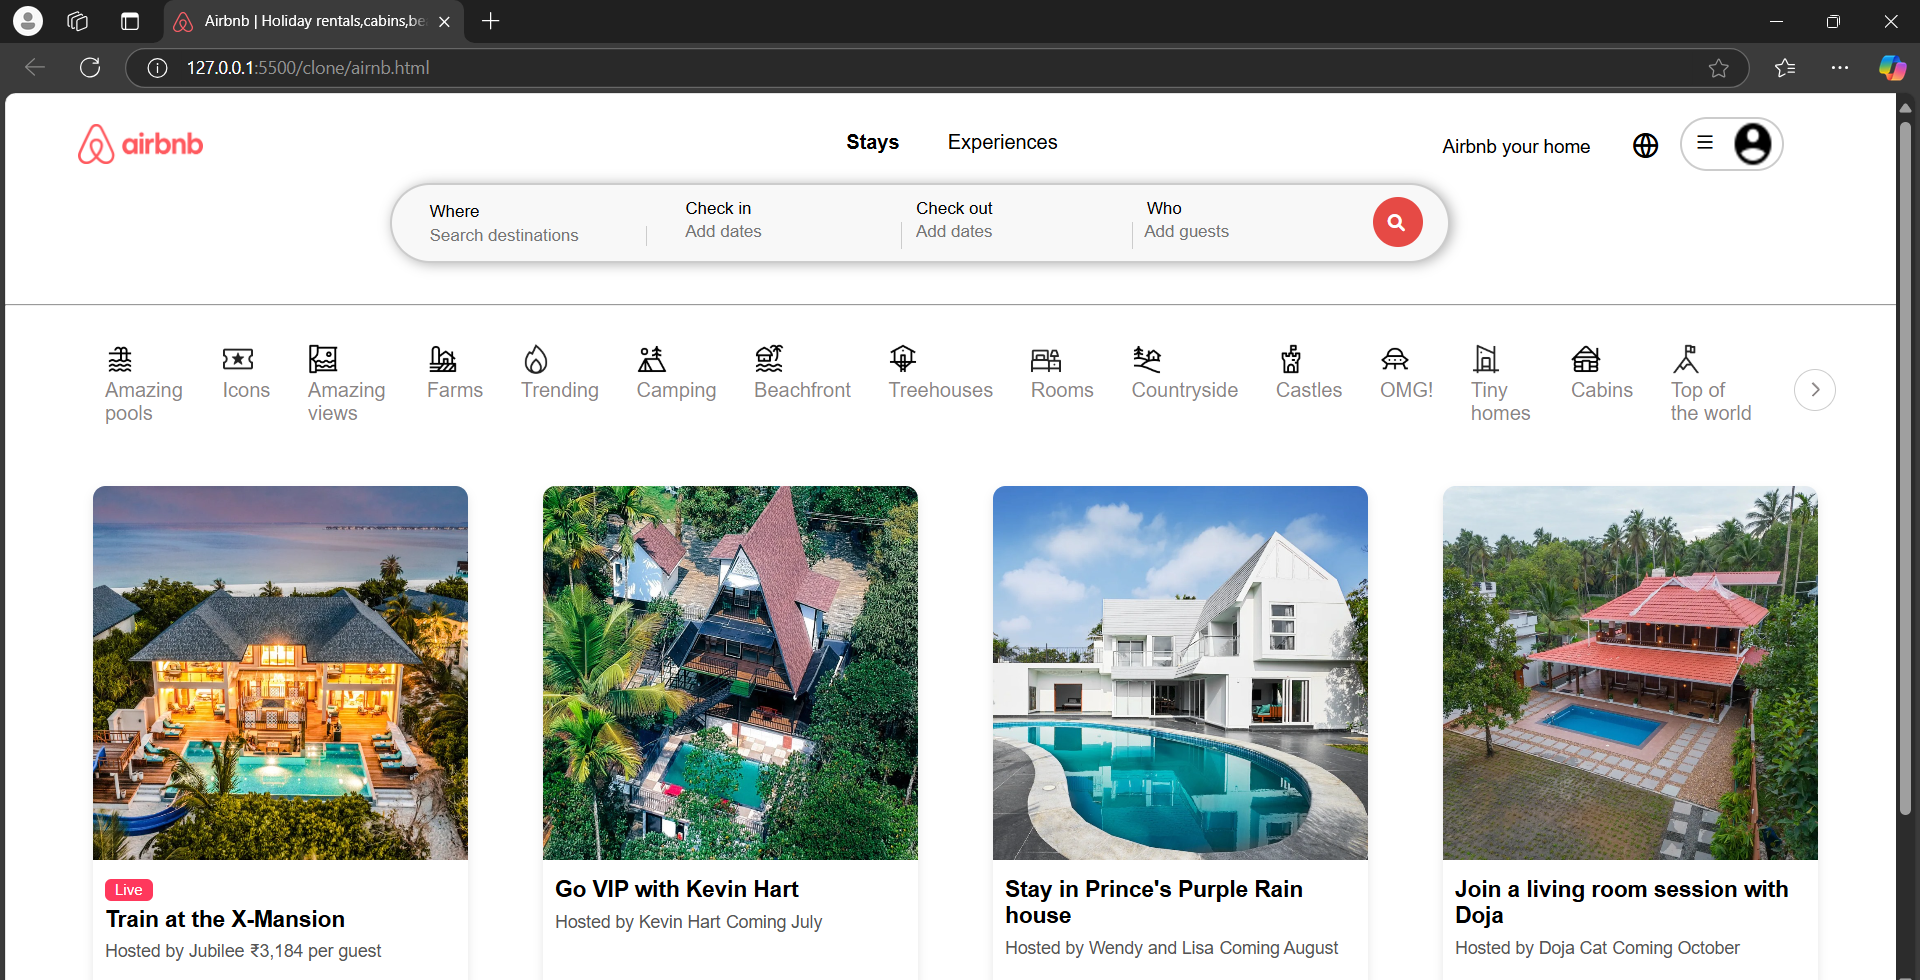 Airbnb | Holiday rentals,cabins,be
127.0.0.1:5500/clone/airnb.html
airbnb
Stays
Experiences
Airbnb your home
Where
Search destinations
Check in
Add dates
Check out
Add dates
Who
Add guests
Amazing
pools
Icons
Amazing
views
Farms
Trending
Camping
Beachfront
Treehouses
Rooms
Countryside
Castles
OMG!
Tiny
homes
Cabins
Top of
the world
Live
Train at the X-Mansion
Hosted by Jubilee ₹3,184 per guest
Go VIP with Kevin Hart
Hosted by Kevin Hart Coming July
Stay in Prince's Purple Rain
house
Hosted by Wendy and Lisa Coming August
Join a living room session with
Doja
Hosted by Doja Cat Coming October